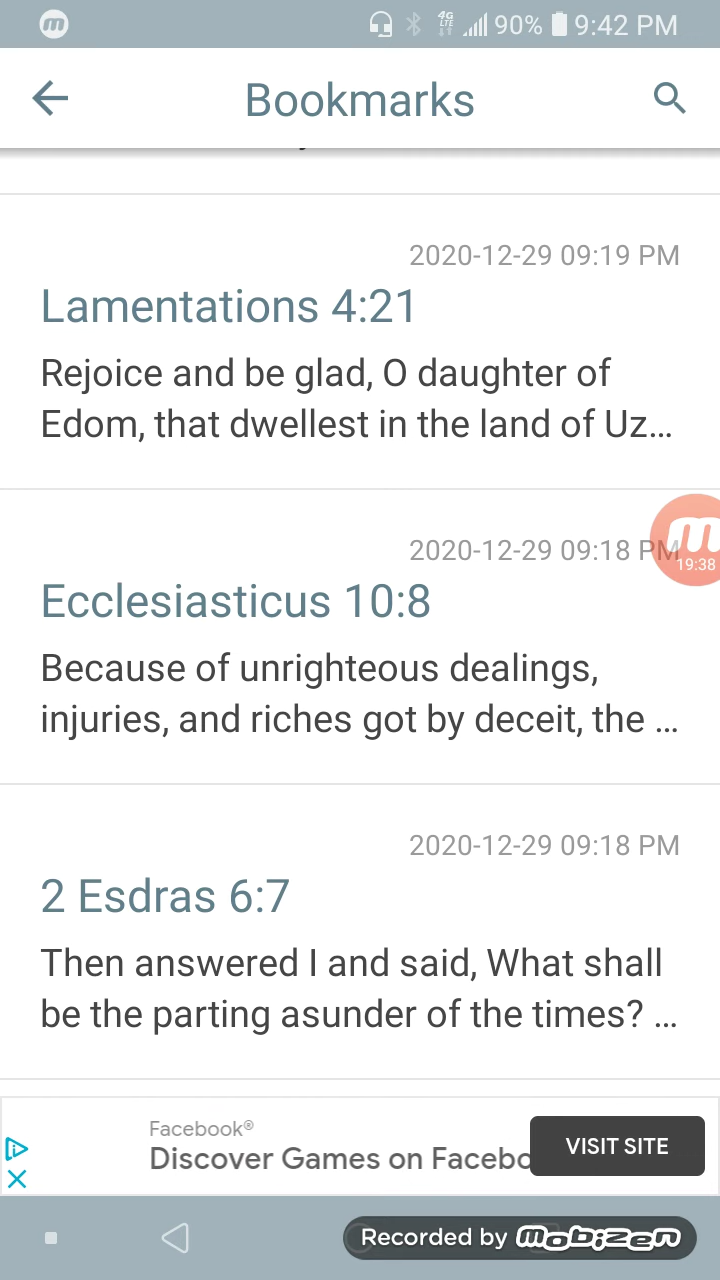 90% 9:42 PM
Bookmarks
2020-12-29 09:19 PM
Lamentations 4:21
Rejoice and be glad, O daughter of
Edom, that dwellest in the land of Uz...
2020-12-29 09:18 PM
19:38
Ecclesiasticus 10:8
Because of unrighteous dealings,
injuries, and riches got by deceit, the ...
2020-12-29 09:18 PM
2 Esdras 6:7
Then answered I and said, What shall
be the parting asunder of the times? ...
Facebook®
Discover Games on Facebo
VISIT SITE
Recorded by mobizen